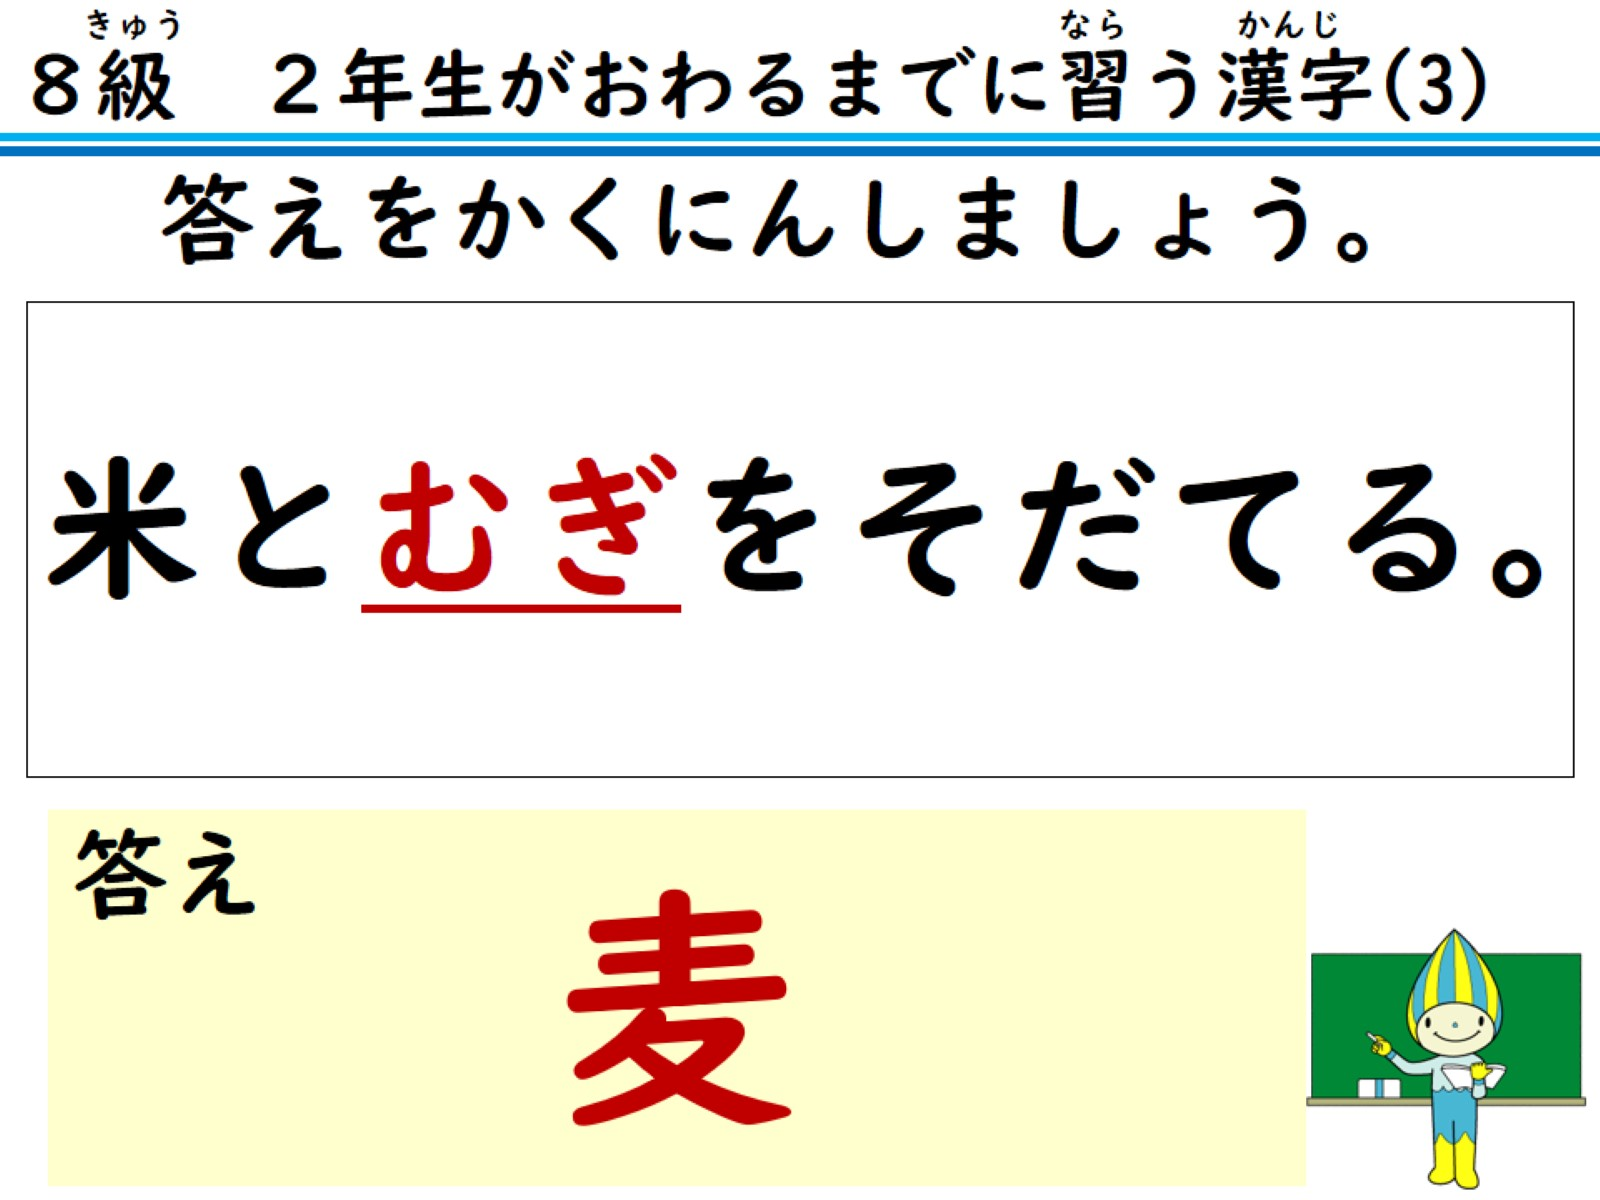 きゅう なら かんじ
８級　２年生がおわるまでに習う漢字(3)
答えをかくにんしましょう。
米とむぎをそだてる。
答え
麦